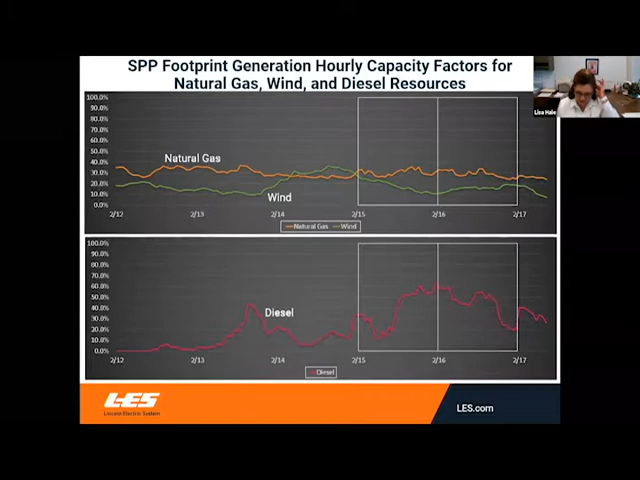 SPP Footprint Generation Hourly Capacity Factors for
Natural Gas, Wind, and Diesel Resources
Lisa Hale
100.0%
90.0%
80.0%
70.0%
60.0%
50.0%
40.0%
30.0%
20.0%
10.0%
0.0%
Natural Gas
Wind
2/12 2/13 2/14 2/15 2/16 2/17
Natural Gas Wind
100.0%
90.0%
80.0%
70.0%
60.0%
50.0%
40.0%
30.0%
20.0%
10.0%
0.0%
Diesel
2/12 2/13 2/14 2/15 2/16 2/17
Diesel
LES
Lincoln Electric System
LES.com